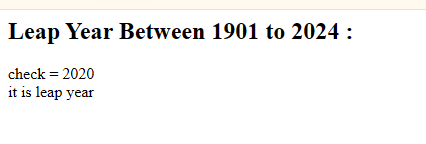 Leap Year Between 1901 to 2024 :
check = 2020
it is leap year